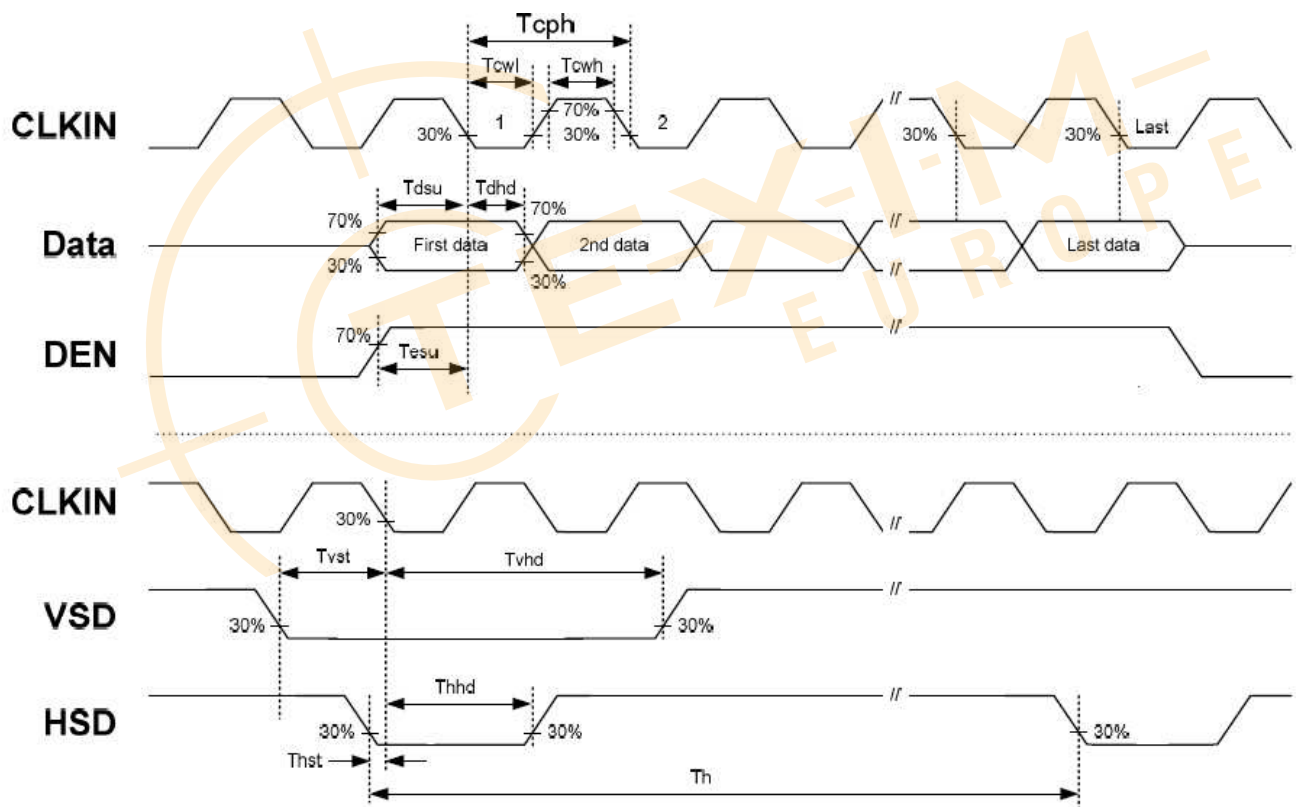 Tcph
Tcwl Tcwh
CLKIN 30% 1 70% 30% 2 // 30% 30% Last
Tdsu Tdhd
70% 70%
Data First data 2nd data // // Last data
30% 30%
DEN 70% //
Tesu
CLKIN 30% //
Tvst Tvhd
VSD 30% 30% //
Thhd
HSD 30% 30% // 30%
Thst
Th
TEXIM
EUROPE